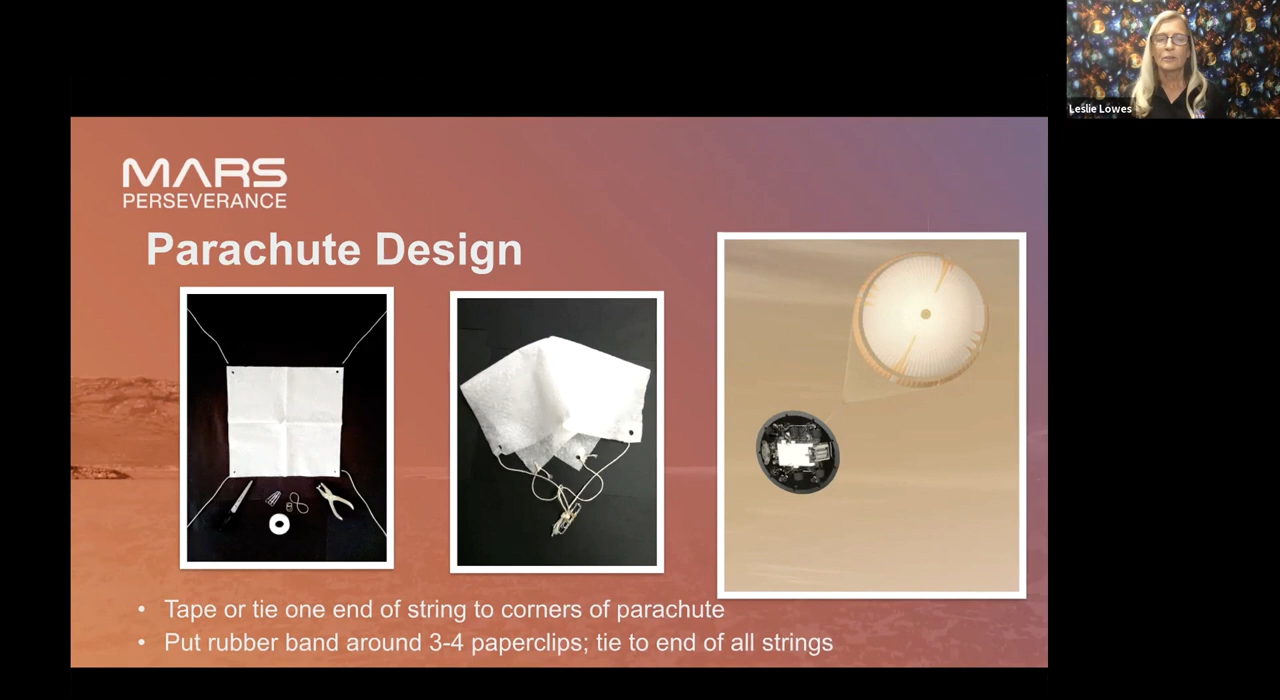 Leslie Lowes
MARS
PERSEVERANCE
Parachute Design
• Tape or tie one end of string to corners of parachute
• Put rubber band around 3-4 paperclips; tie to end of all strings